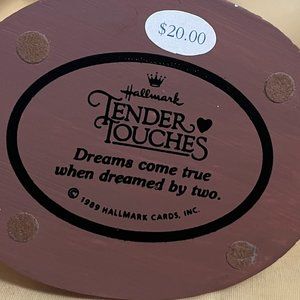 $20.00
Hallmark
TENDER
TOUCHES
Dreams come true
when dreamed by two.
© 1989 HALLMARK CARDS, INC.